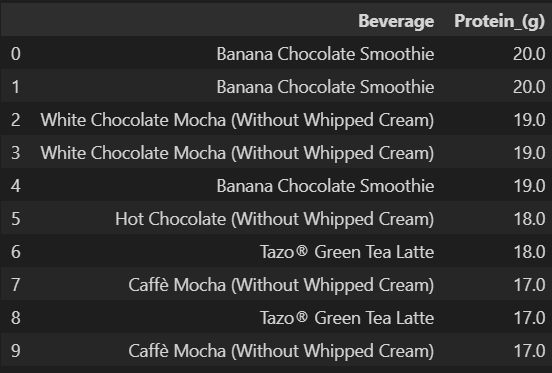 Beverage Protein_(g)
0 Banana Chocolate Smoothie 20.0
1 Banana Chocolate Smoothie 20.0
2 White Chocolate Mocha (Without Whipped Cream) 19.0
3 White Chocolate Mocha (Without Whipped Cream) 19.0
4 Banana Chocolate Smoothie 19.0
5 Hot Chocolate (Without Whipped Cream) 18.0
6 Tazo® Green Tea Latte 18.0
7 Caffè Mocha (Without Whipped Cream) 17.0
8 Tazo® Green Tea Latte 17.0
9 Caffè Mocha (Without Whipped Cream) 17.0